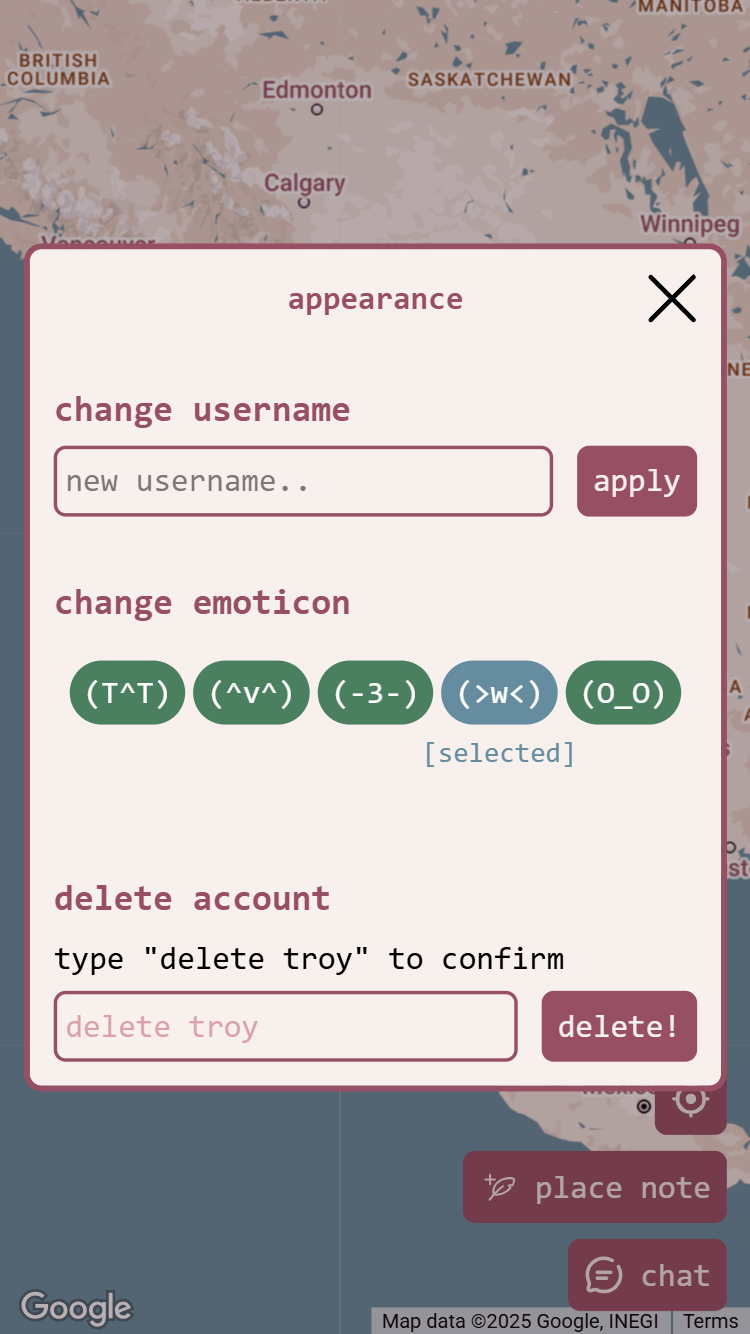 MANITOBA
BRITISH
COLUMBIA
Edmonton
SASKATCHEWAN
Calgary
Winnipeg
Vancouver
appearance
change username
new username..
apply
change emoticon
(T^T) (^v^) (-3-) (>w<) (O_O)
[selected]
delete account
type "delete troy" to confirm
delete troy
delete!
place note
chat
Google
Map data ©2025 Google, INEGI
Terms